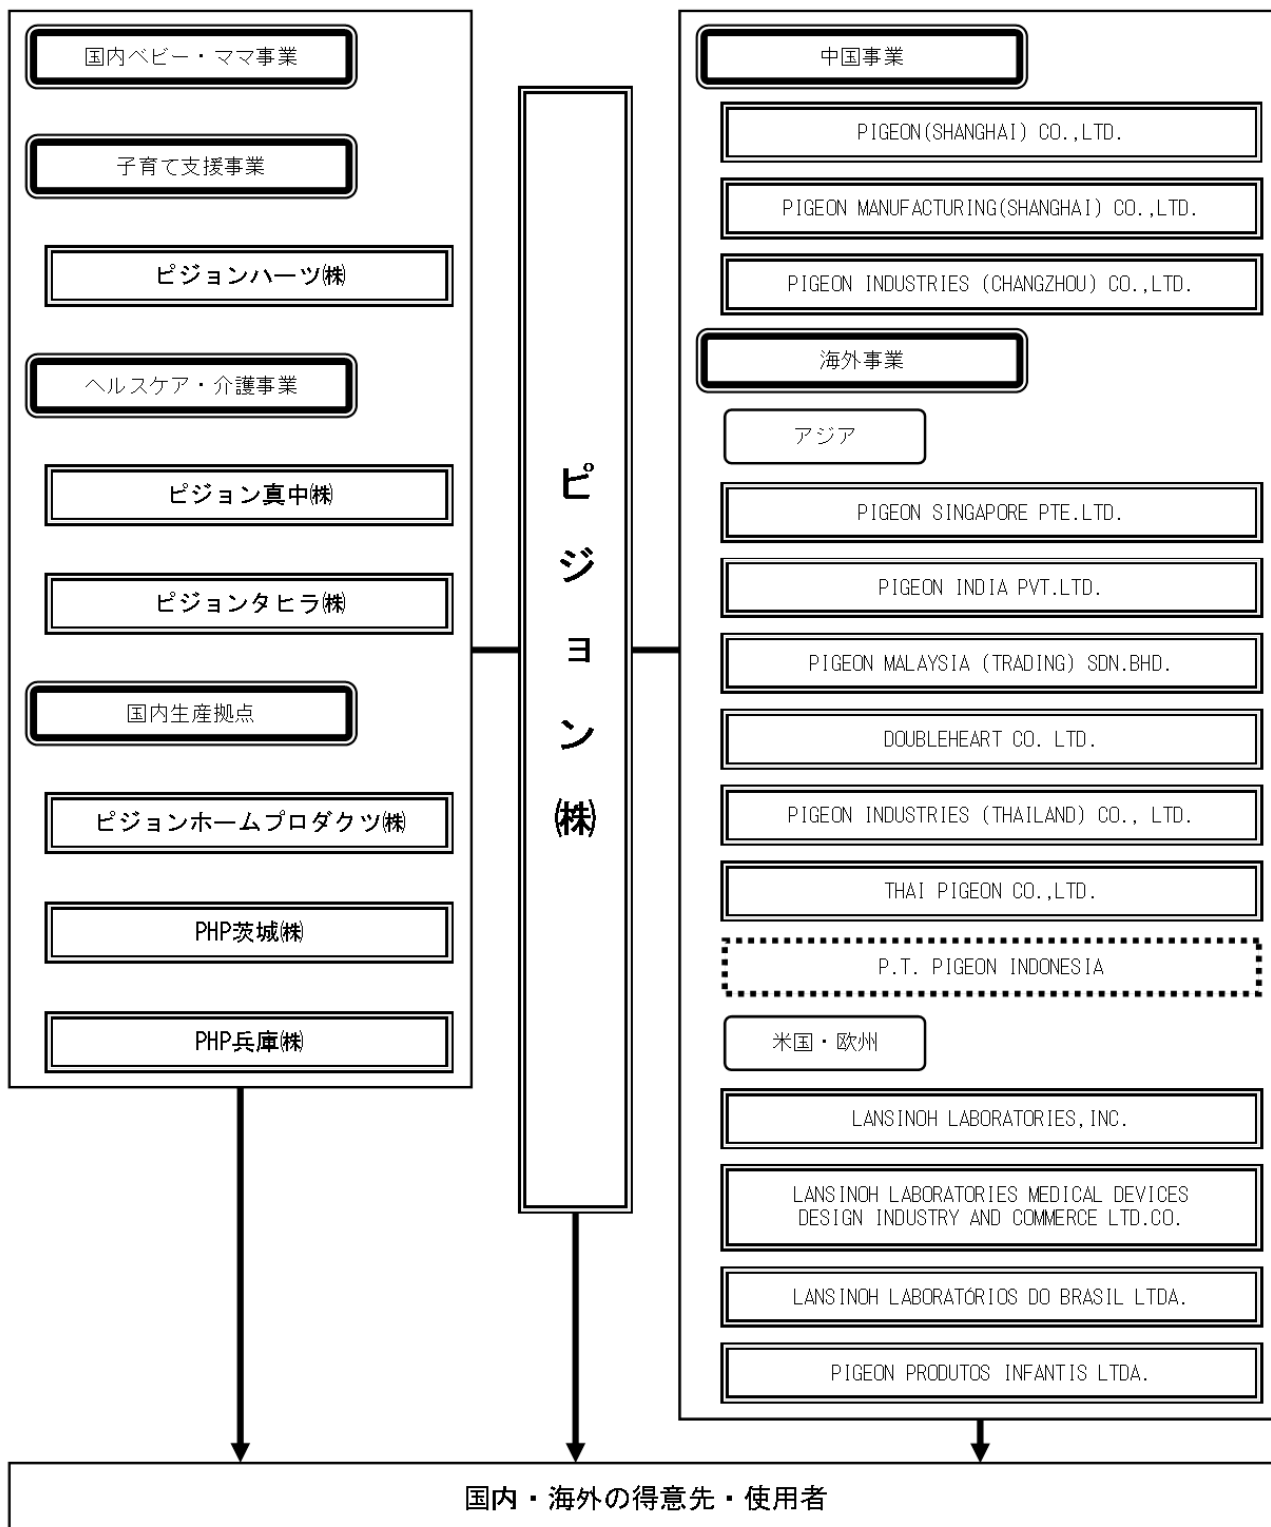 国内ベビー・ママ事業
子育て支援事業
ピジョンハーツ㈱
ヘルスケア・介護事業
ピジョン真中㈱
ピジョンタヒラ㈱
国内生産拠点
ピジョンホームプロダクツ㈱
PHP茨城㈱
PHP兵庫㈱
ピジョン㈱
中国事業
PIGEON(SHANGHAI) CO.,LTD.
PIGEON MANUFACTURING(SHANGHAI) CO.,LTD.
PIGEON INDUSTRIES (CHANGZHOU) CO.,LTD.
海外事業
アジア
PIGEON SINGAPORE PTE.LTD.
PIGEON INDIA PVT.LTD.
PIGEON MALAYSIA (TRADING) SDN.BHD.
DOUBLEHEART CO. LTD.
PIGEON INDUSTRIES (THAILAND) CO., LTD.
THAI PIGEON CO.,LTD.
P.T. PIGEON INDONESIA
米国・欧州
LANSINOH LABORATORIES,INC.
LANSINOH LABORATORIES MEDICAL DEVICES
DESIGN INDUSTRY AND COMMERCE LTD.CO.
LANSINOH LABORATÓRIOS DO BRASIL LTDA.
PIGEON PRODUTOS INFANTIS LTDA.
国内・海外の得意先・使用者